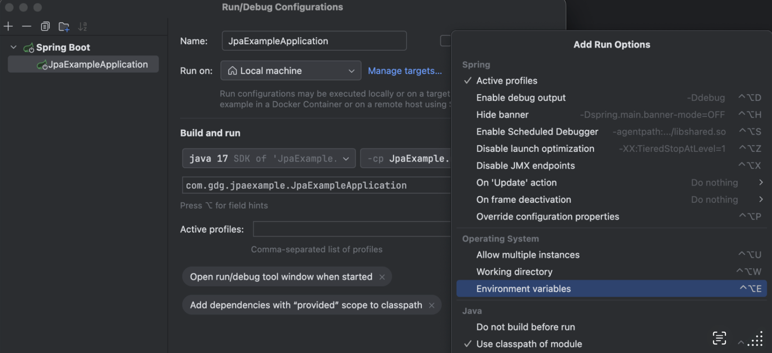 Run/Debug Configurations
Spring Boot
JpaExampleApplication
Name: JpaExampleApplication
Run on: Local machine Manage targets...
Run configurations may be executed locally or on a target
example in a Docker Container or on a remote host using
Build and run
java 17 SDK of 'JpaExample. -cp JpaExample.
com.gdg.jpaexample.JpaExampleApplication
Press ⌥ for field hints
Active profiles:
Comma-separated list of profiles
Open run/debug tool window when started ×
Add dependencies with “provided” scope to classpath ×
Add Run Options
Spring
✓ Active profiles
Enable debug output -Ddebug ^⌥D
Hide banner -Dspring.main.banner-mode=OFF ^⌥H
Enable Scheduled Debugger -agentpath:.../libshared.so ^⌥S
Disable launch optimization -XX:TieredStopAtLevel=1 ^⌥Z
Disable JMX endpoints ^⌥X
On 'Update' action Do nothing >
On frame deactivation Do nothing >
Override configuration properties ^⌥P
Operating System
Allow multiple instances ^⌥U
Working directory ^⌥W
Environment variables ^⌥E
Java
Do not build before run
✓ Use classpath of module